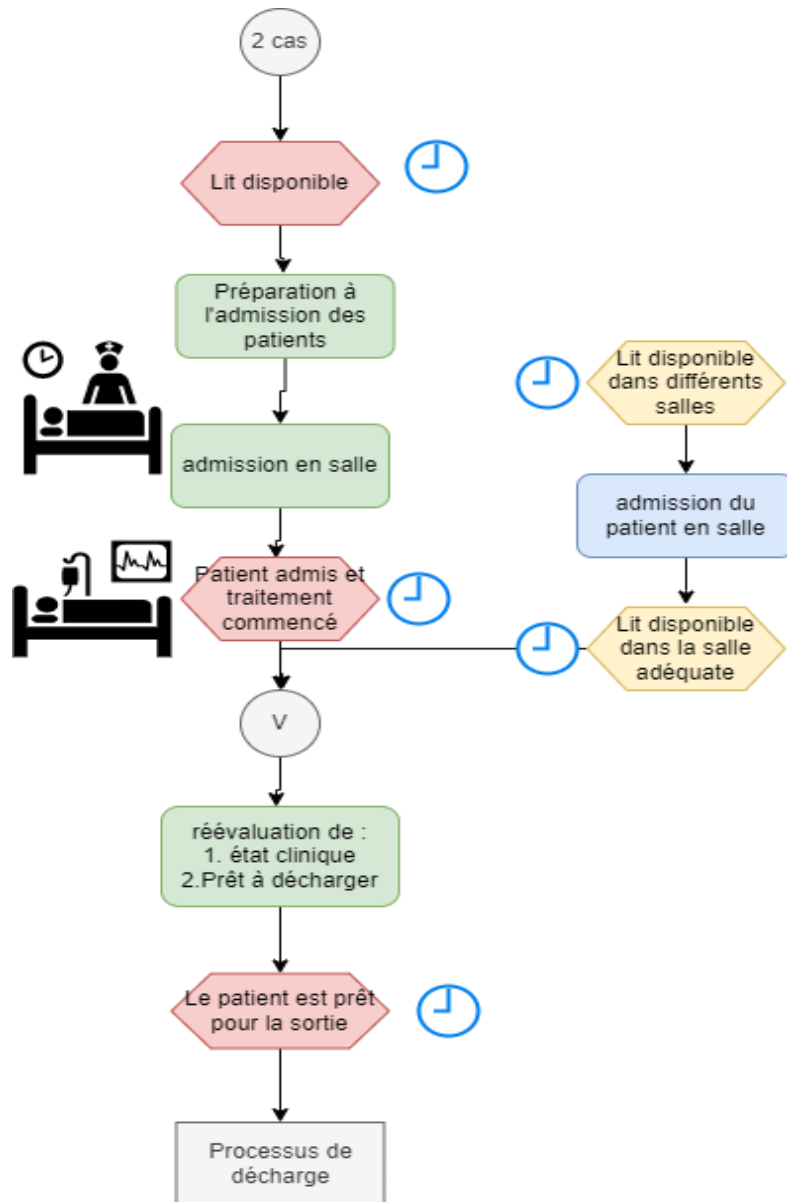 2 cas
Lit disponible
Préparation à
l'admission des
patients
Lit disponible
dans différents
salles
admission en salle
admission du
patient en salle
Patient admis et
traitement
commencé
Lit disponible
dans la salle
adéquate
V
réévaluation de :
1. état clinique
2.Prêt à décharger
Le patient est prêt
pour la sortie
Processus de
décharge